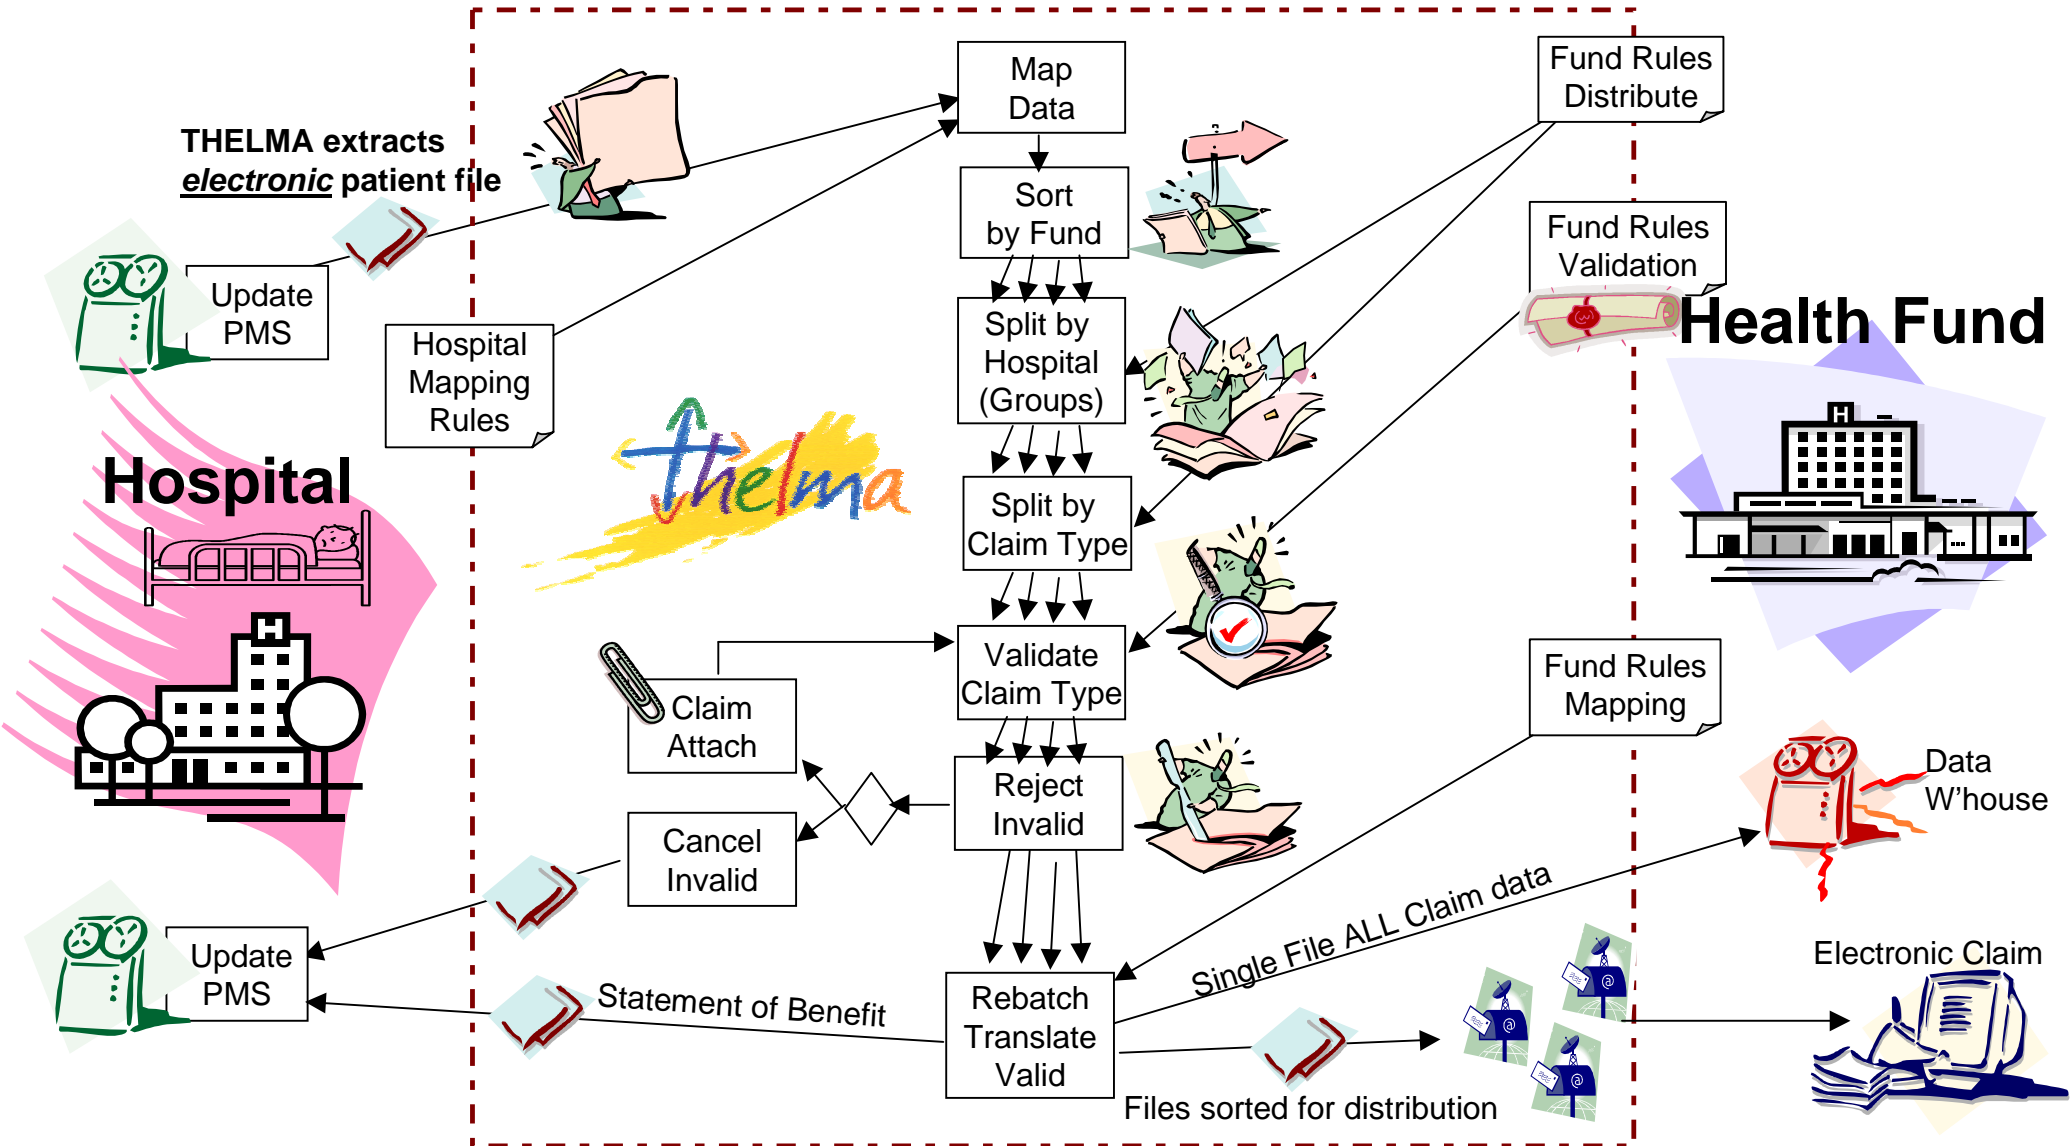 Map
Data
Fund Rules
Distribute
THELMA extracts
electronic patient file
Sort
by Fund
Fund Rules
Validation
Update
PMS
Hospital
Mapping
Rules
Split by
Hospital
(Groups)
Health Fund
H
Thelma
Hospital
Split by
Claim Type
H
Validate
Claim Type
Claim
Attach
Fund Rules
Mapping
Reject
Invalid
Data
W'house
Cancel
Invalid
Single File ALL Claim data
Update
PMS
Statement of Benefit
Rebatch
Translate
Valid
Electronic Claim
@
@
@
Files sorted for distribution